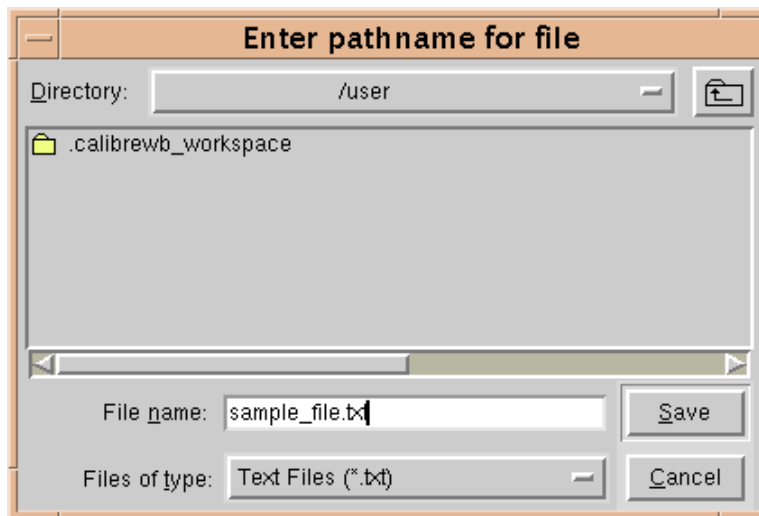 Enter pathname for file
Directory: /user
.calibrewb_workspace
File name: sample_file.txt Save
Files of type: Text Files (*.txt) Cancel